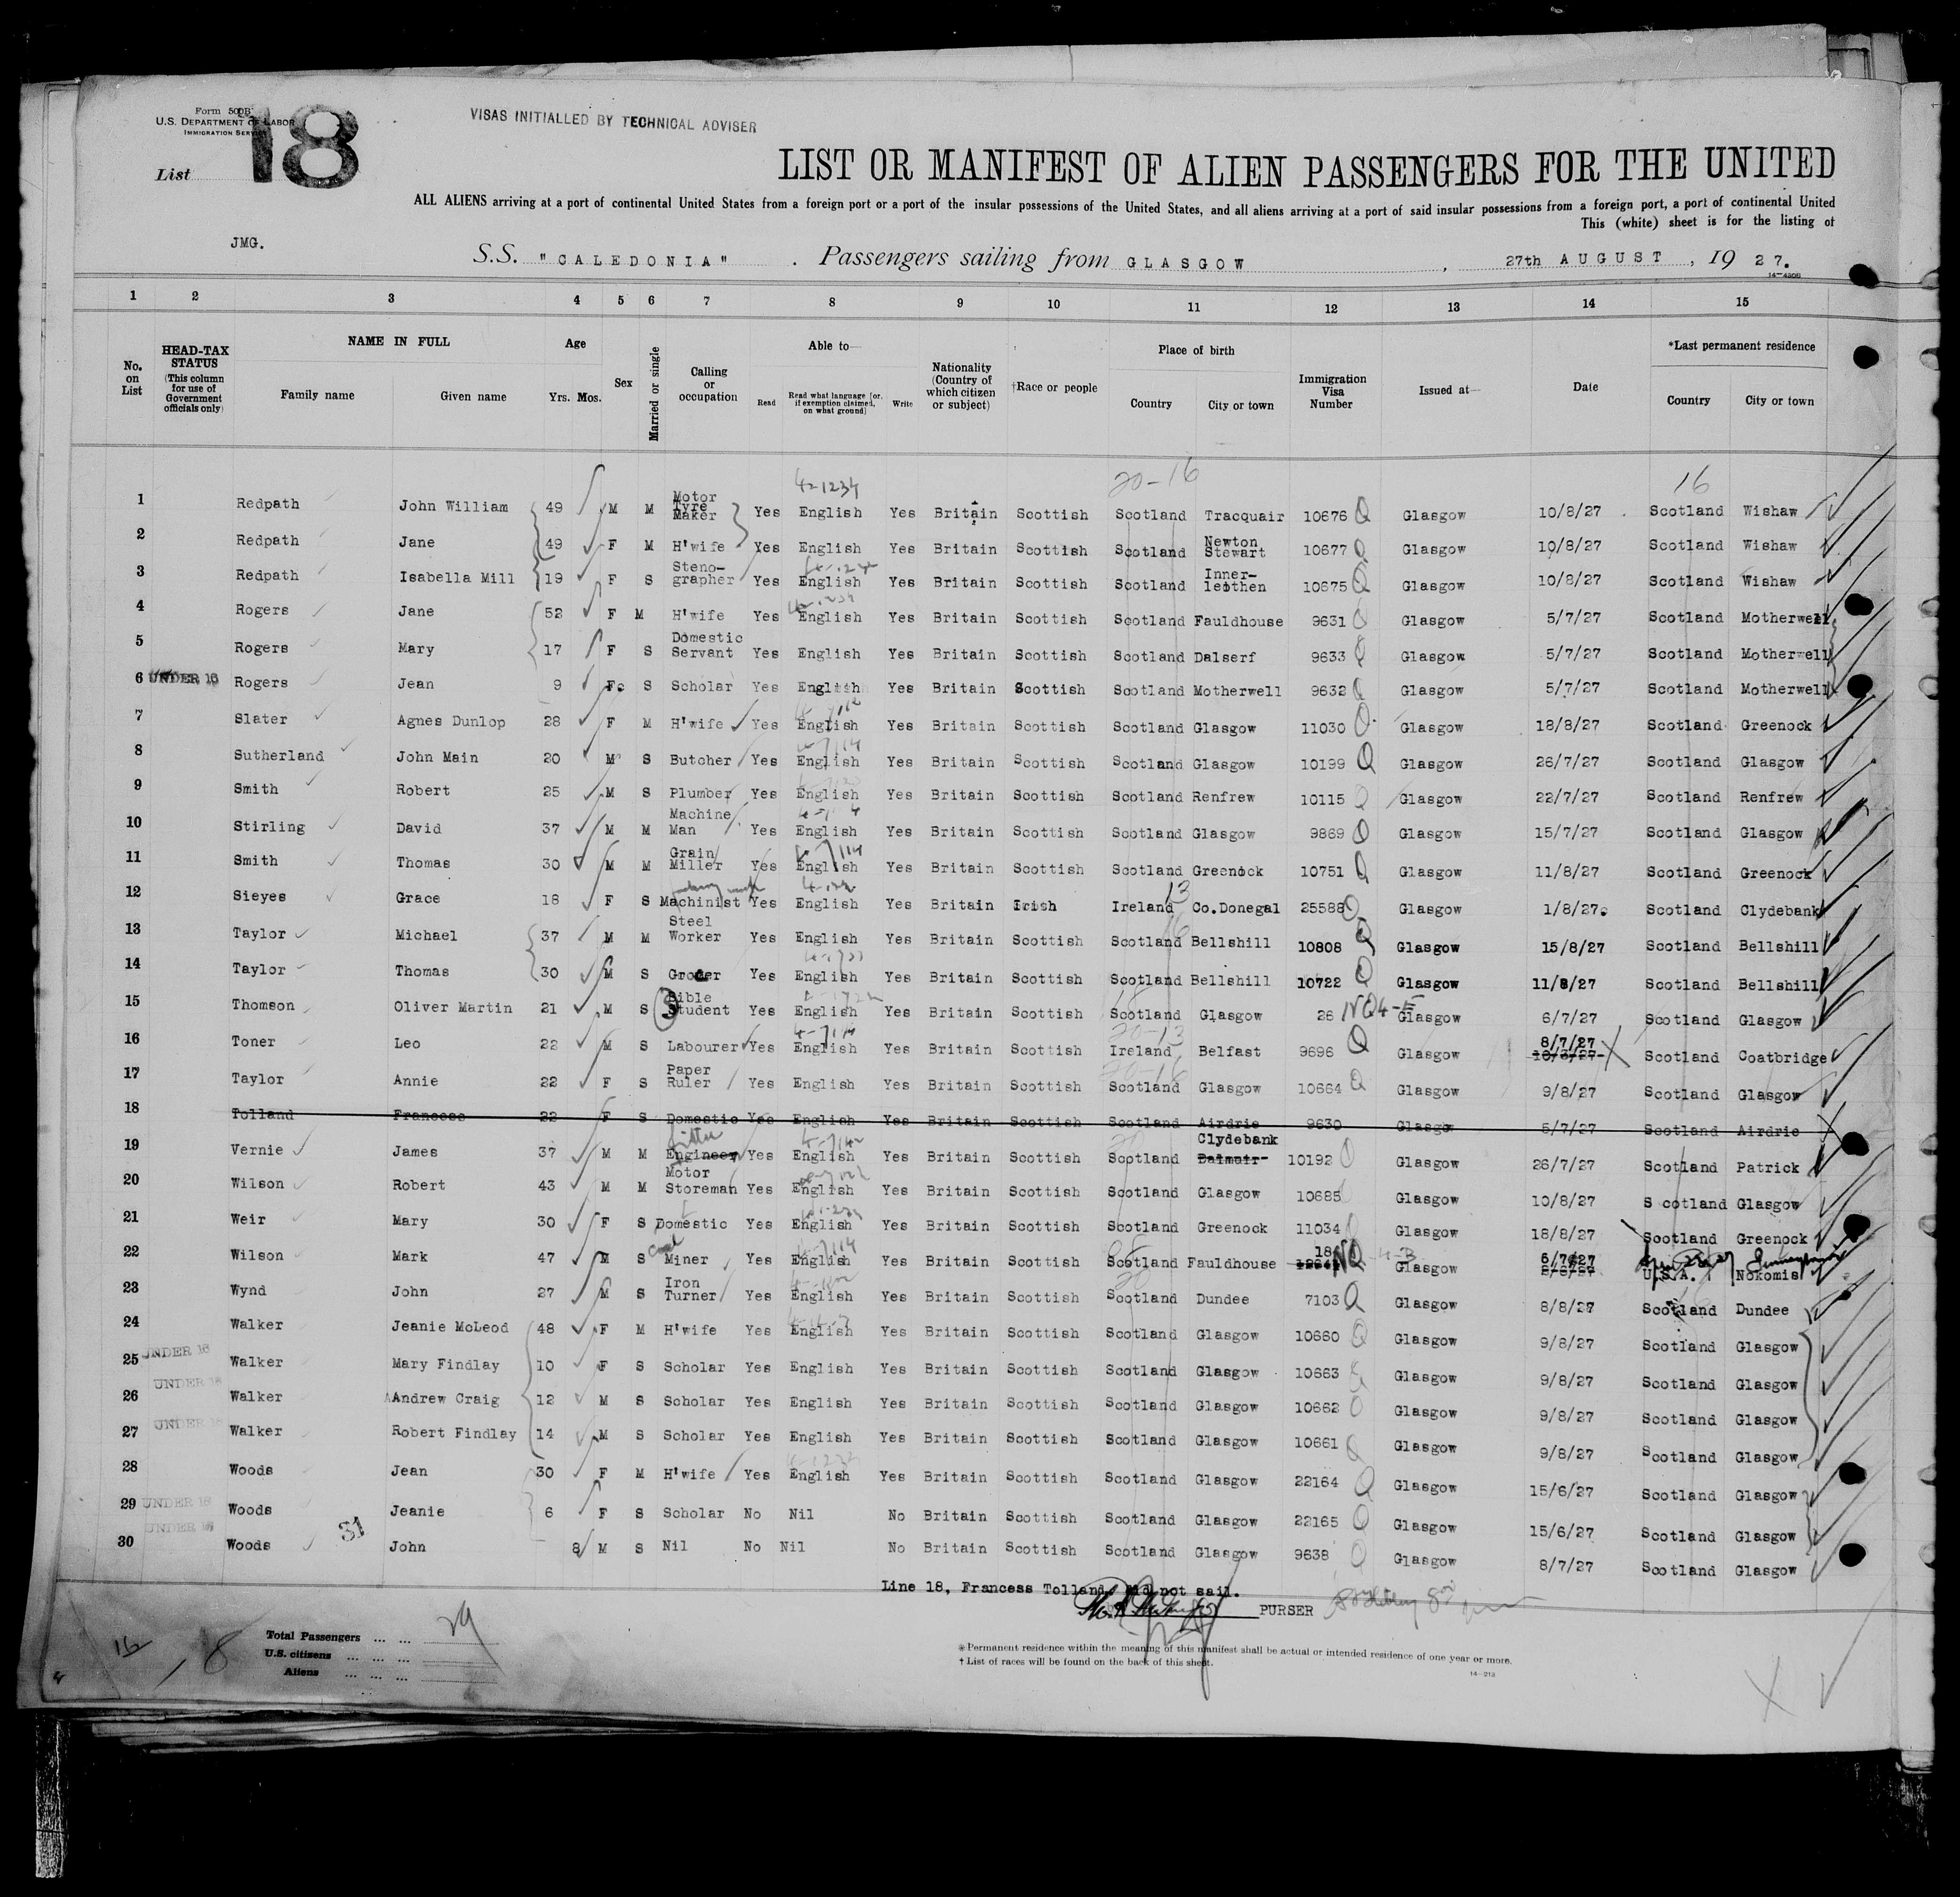 Form 500B
U.S. DEPARTMENT OF LABOR
IMMIGRATION SERVICE
List 18
VISAS INITIALLED BY TECHNICAL ADVISER
LIST OR MANIFEST OF ALIEN PASSENGERS FOR THE UNITED
ALL ALIENS arriving at a port of continental United States from a foreign port or a port of the insular possessions of the United States, and all aliens arriving at a port of said insular possessions from a foreign port, a port of continental United
This (white) sheet is for the listing of
JMG.
S.S. "CALEDONIA" . Passengers sailing from GLASGOW , 27th AUGUST , 19 27.
1 2 3 4 5 6 7 8 9 10 11 12 13 14 15
No. on List
HEAD-TAX STATUS (This column for use of Government officials only)
NAME IN FULL Family name Given name
Age Yrs. Mos.
Sex
Married or single
Calling or occupation
Able to— Read Read what language [or, if exemption claimed, on what ground] Write
Nationality (Country of which citizen or subject)
†Race or people
Place of birth Country City or town
Immigration Visa Number
Issued at—
Date
*Last permanent residence Country City or town
20-16 16
1 Redpath John William 49 M M Motor Tyre Maker Yes English Yes Britain Scottish Scotland Tracquair 10676 Glasgow 10/8/27 Scotland Wishaw
2 Redpath Jane 49 F M H'wife Yes English Yes Britain Scottish Scotland Newton Stewart 10677 Glasgow 10/8/27 Scotland Wishaw
3 Redpath Isabella Mill 19 F S Steno-grapher Yes English Yes Britain Scottish Scotland Inner-leithen 10675 Glasgow 10/8/27 Scotland Wishaw
4 Rogers Jane 52 F M H'wife Yes English Yes Britain Scottish Scotland Fauldhouse 9631 Glasgow 5/7/27 Scotland Motherwell
5 Rogers Mary 17 F S Domestic Servant Yes English Yes Britain Scottish Scotland Dalserf 9633 Glasgow 5/7/27 Scotland Motherwell
6 UNDER 16 Rogers Jean 9 F S Scholar Yes English Yes Britain Scottish Scotland Motherwell 9632 Glasgow 5/7/27 Scotland Motherwell
7 Slater Agnes Dunlop 28 F M H'wife Yes English Yes Britain Scottish Scotland Glasgow 11030 Glasgow 18/8/27 Scotland Greenock
8 Sutherland John Main 20 M S Butcher Yes English Yes Britain Scottish Scotland Glasgow 10199 Glasgow 26/7/27 Scotland Glasgow
9 Smith Robert 25 M S Plumber Yes English Yes Britain Scottish Scotland Renfrew 10115 Glasgow 22/7/27 Scotland Renfrew
10 Stirling David 37 M M Machine Man Yes English Yes Britain Scottish Scotland Glasgow 9869 Glasgow 15/7/27 Scotland Glasgow
11 Smith Thomas 30 M M Grain Miller Yes English Yes Britain Scottish Scotland Greenock 10751 Glasgow 11/8/27 Scotland Greenock
12 Sieyes Grace 18 F S Machinist Yes English Yes Britain Irish Ireland Co.Donegal 25588 Glasgow 1/8/27. Scotland Clydebank
13 Taylor Michael 37 M M Steel Worker Yes English Yes Britain Scottish Scotland Bellshill 10808 Glasgow 15/8/27 Scotland Bellshill
14 Taylor Thomas 30 M S Grocer Yes English Yes Britain Scottish Scotland Bellshill 10722 Glasgow 11/8/27 Scotland Bellshill
15 Thomson Oliver Martin 21 M S Bible Student Yes English Yes Britain Scottish Scotland Glasgow 26 NQ4-E Glasgow 6/7/27 Scotland Glasgow
16 Toner Leo 22 M S Labourer Yes English Yes Britain Scottish Ireland Belfast 9696 Glasgow 8/7/27 Scotland Coatbridge
17 Taylor Annie 22 F S Paper Ruler Yes English Yes Britain Scottish Scotland Glasgow 10664 Glasgow 9/8/27 Scotland Glasgow
18 Tolland Francess 22 F S Domestic Yes English Yes Britain Scottish Scotland Airdrie 9630 Glasgow 5/7/27 Scotland Airdrie
19 Vernie James 37 M M fitter Engineer Yes English Yes Britain Scottish Scotland Clydebank Dalmuir 10192 Glasgow 26/7/27 Scotland Patrick
20 Wilson Robert 43 M M Motor Storeman Yes English Yes Britain Scottish Scotland Glasgow 10685 Glasgow 10/8/27 S cotland Glasgow
21 Weir Mary 30 F S Domestic Yes English Yes Britain Scottish Scotland Greenock 11034 Glasgow 18/8/27 Scotland Greenock
22 Wilson Mark 47 M S Coal Miner Yes English Yes Britain Scottish Scotland Fauldhouse 18 NQ-4-B Glasgow 6/7/27 U.S.A. Nokomis
23 Wynd John 27 M S Iron Turner Yes English Yes Britain Scottish Scotland Dundee 7103 Glasgow 8/8/27 Scotland Dundee
24 Walker Jeanie McLeod 48 F M H'wife Yes English Yes Britain Scottish Scotland Glasgow 10660 Glasgow 9/8/27 Scotland Glasgow
25 UNDER 16 Walker Mary Findlay 10 F S Scholar Yes English Yes Britain Scottish Scotland Glasgow 10663 Glasgow 9/8/27 Scotland Glasgow
26 UNDER 16 Walker Andrew Craig 12 M S Scholar Yes English Yes Britain Scottish Scotland Glasgow 10662 Glasgow 9/8/27 Scotland Glasgow
27 UNDER 16 Walker Robert Findlay 14 M S Scholar Yes English Yes Britain Scottish Scotland Glasgow 10661 Glasgow 9/8/27 Scotland Glasgow
28 Woods Jean 30 F M H'wife Yes English Yes Britain Scottish Scotland Glasgow 22164 Glasgow 15/6/27 Scotland Glasgow
29 UNDER 16 Woods Jeanie 6 F S Scholar No Nil No Britain Scottish Scotland Glasgow 22165 Glasgow 15/6/27 Scotland Glasgow
30 UNDER 16 Woods 31 John 8 M S Nil No Nil No Britain Scottish Scotland Glasgow 9638 Glasgow 8/7/27 Scotland Glasgow
Line 18, Francess Tolland, did not sail.
PURSER
Total Passengers ... ... 29
U.S. citizens ... ... ...
Aliens ... ... ...
16 18
* Permanent residence within the meaning of this manifest shall be actual or intended residence of one year or more.
† List of races will be found on the back of this sheet.
14-213